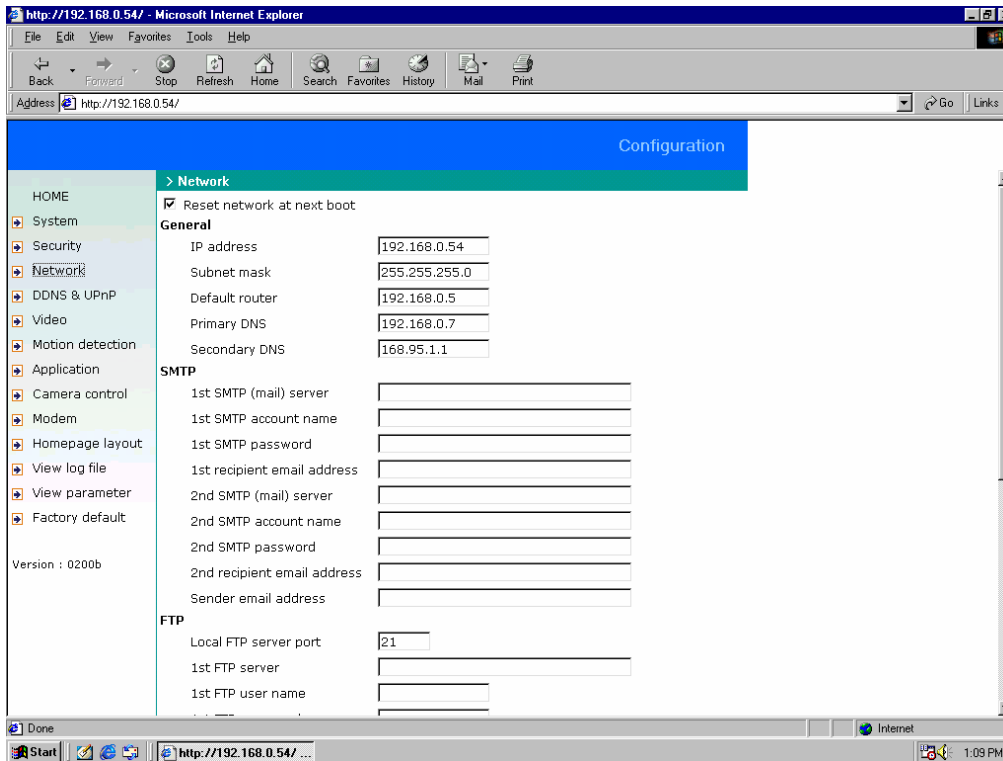 http://192.168.0.54/ - Microsoft Internet Explorer
File Edit View Favorites Tools Help
Back Forward Stop Refresh Home Search Favorites History Mail Print
Address http://192.168.0.54/ Go Links
Configuration
HOME
System
Security
Network
DDNS & UPnP
Video
Motion detection
Application
Camera control
Modem
Homepage layout
View log file
View parameter
Factory default
Version : 0200b
> Network
Reset network at next boot
General
IP address 192.168.0.54
Subnet mask 255.255.255.0
Default router 192.168.0.5
Primary DNS 192.168.0.7
Secondary DNS 168.95.1.1
SMTP
1st SMTP (mail) server
1st SMTP account name
1st SMTP password
1st recipient email address
2nd SMTP (mail) server
2nd SMTP account name
2nd SMTP password
2nd recipient email address
Sender email address
FTP
Local FTP server port 21
1st FTP server
1st FTP user name
Done Internet
Start http://192.168.0.54/ ... 1:09 PM